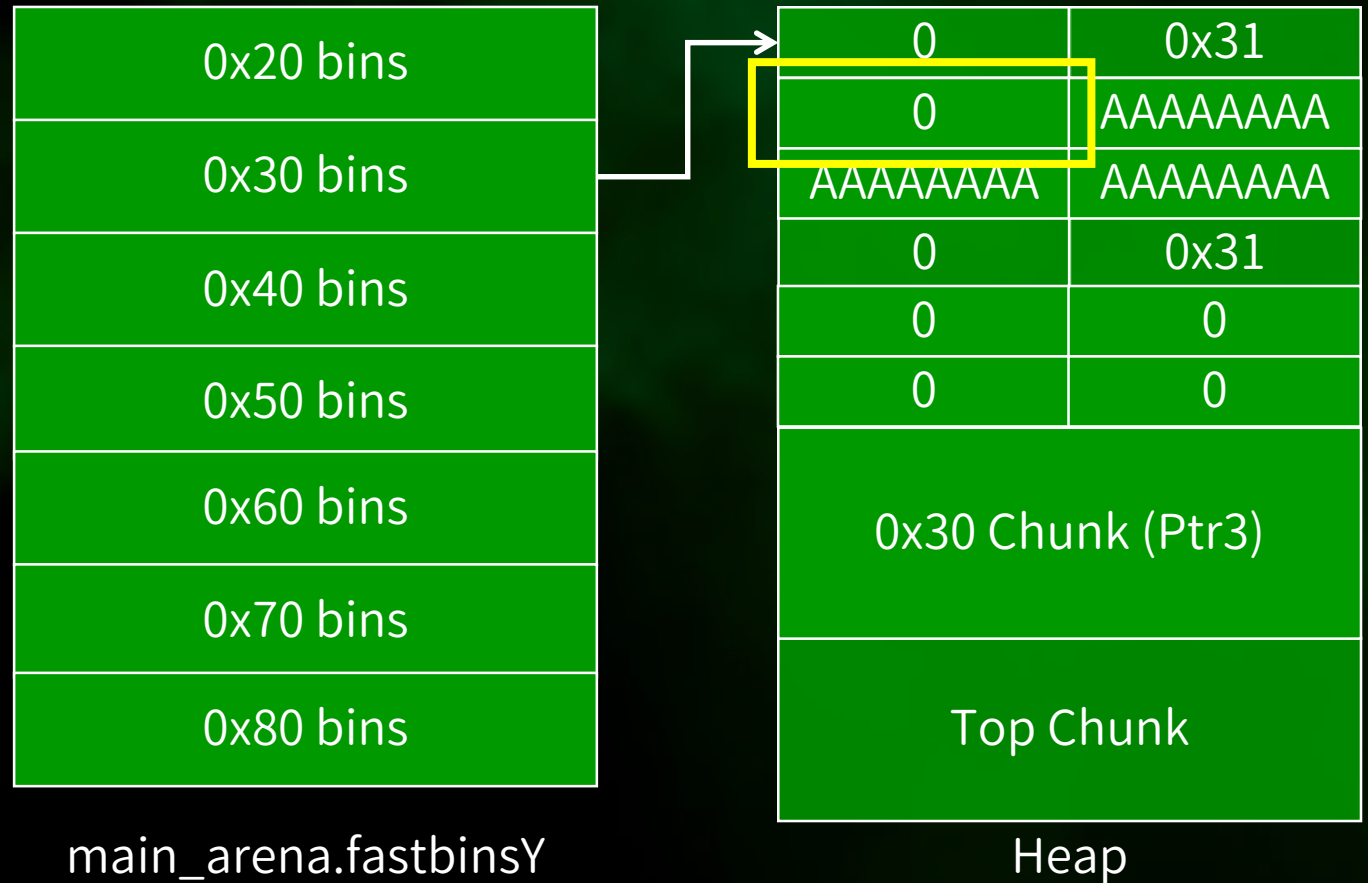 0x20 bins
0x30 bins
0x40 bins
0x50 bins
0x60 bins
0x70 bins
0x80 bins
main_arena.fastbinsY
0 0x31
0 AAAAAAAA
AAAAAAAA AAAAAAAA
0 0x31
0 0
0 0
0x30 Chunk (Ptr3)
Top Chunk
Heap